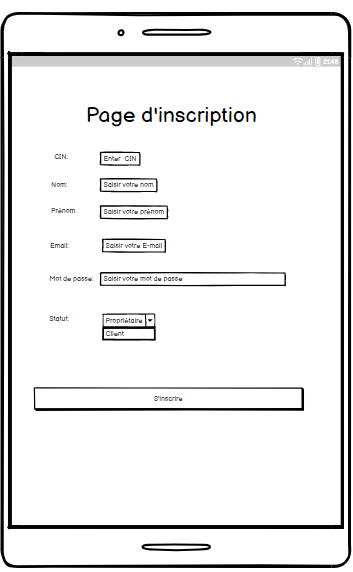 21:45
Page d'inscription
CIN: Enter CIN
Nom: Saisir votre nom
Prénom Saisir votre prénom
Email: Saisir votre E-mail
Mot de passe: Saisir votre mot de passe
Statut: Propriétaire
Client
S'inscrire